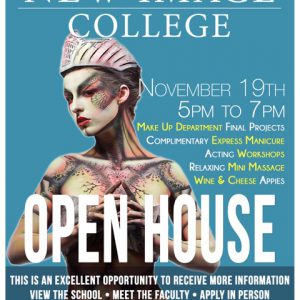 NEW IMAGE
COLLEGE
NOVEMBER 19TH
5PM TO 7PM
MAKE UP DEPARTMENT FINAL PROJECTS
COMPLIMENTARY EXPRESS MANICURE
ACTING WORKSHOPS
RELAXING MINI MASSAGE
WINE & CHEESE APPIES
OPEN HOUSE
THIS IS AN EXCELLENT OPPORTUNITY TO RECEIVE MORE INFORMATION
VIEW THE SCHOOL • MEET THE FACULTY • APPLY IN PERSON